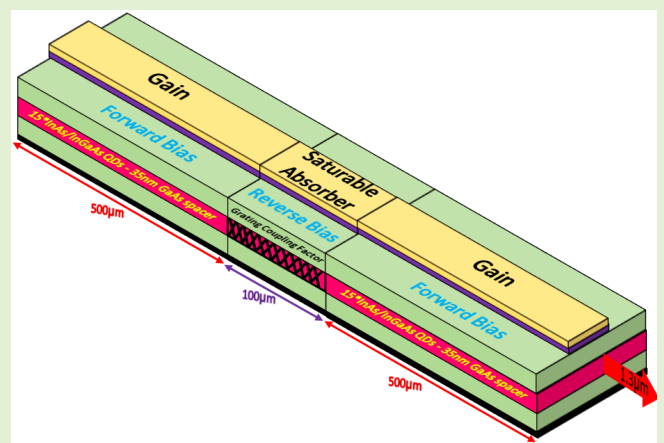 Gain
Forward Bias
15*InAs/InGaAs QDs - 35nm GaAs spacer
500μm
Saturable
Absorber
Reverse Bias
Grating Coupling Factor
100μm
Gain
Forward Bias
15*InAs/InGaAs QDs - 35nm GaAs spacer
500μm
1.3μm